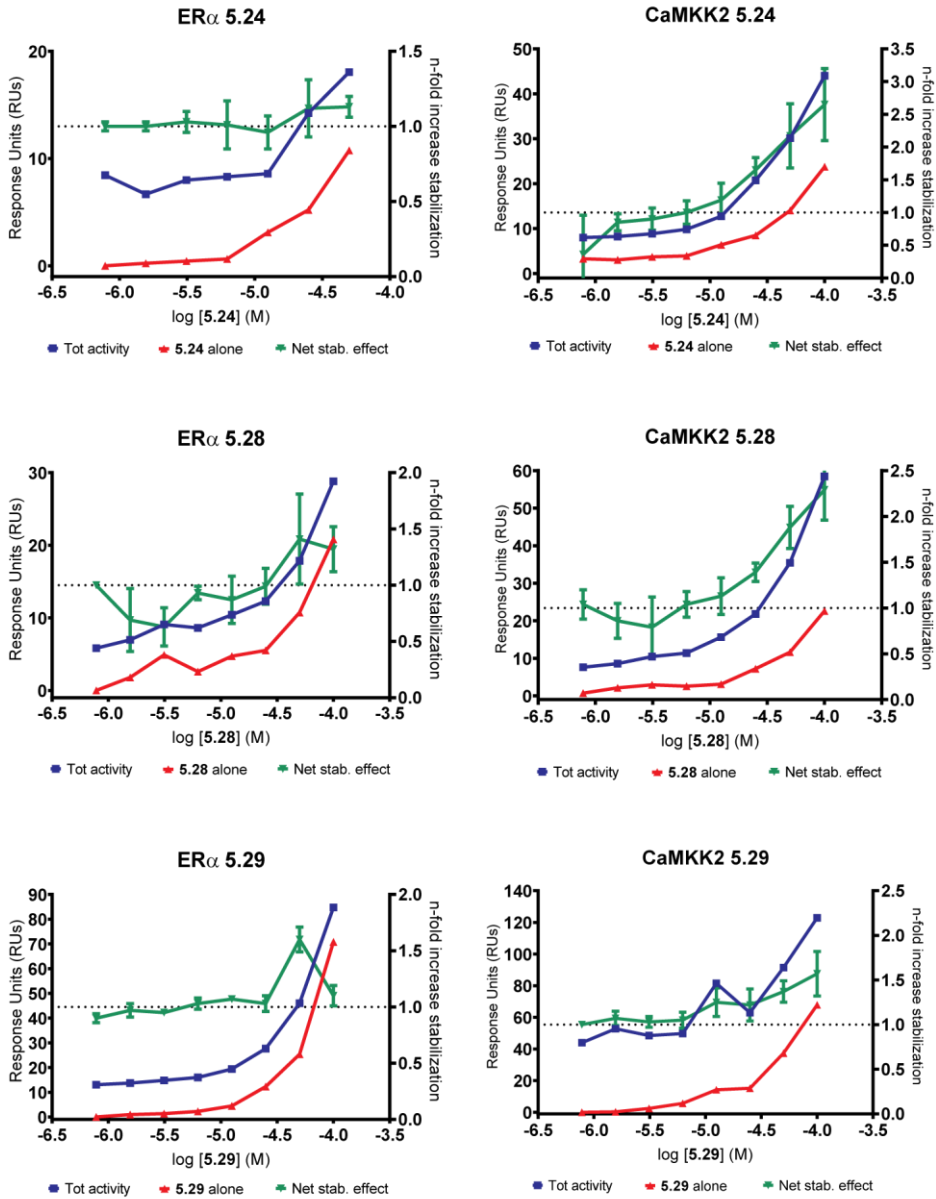 ERα 5.24
20
10
0
Response Units (RUs)
1.5
1.0
0.5
0.0
n-fold increase stabilization
-6.5 -6.0 -5.5 -5.0 -4.5 -4.0
log [5.24] (M)
Tot activity 5.24 alone Net stab. effect
CaMKK2 5.24
50
40
30
20
10
0
Response Units (RUs)
3.5
3.0
2.5
2.0
1.5
1.0
0.5
0.0
n-fold increase stabilization
-6.5 -6.0 -5.5 -5.0 -4.5 -4.0 -3.5
log [5.24] (M)
Tot activity 5.24 alone Net stab. effect
ERα 5.28
30
20
10
0
Response Units (RUs)
2.0
1.5
1.0
0.5
0.0
n-fold increase stabilization
-6.5 -6.0 -5.5 -5.0 -4.5 -4.0 -3.5
log [5.28] (M)
Tot activity 5.28 alone Net stab. effect
CaMKK2 5.28
60
50
40
30
20
10
0
Response Units (RUs)
2.5
2.0
1.5
1.0
0.5
0.0
n-fold increase stabilization
-6.5 -6.0 -5.5 -5.0 -4.5 -4.0 -3.5
log [5.28] (M)
Tot activity 5.28 alone Net stab. effect
ERα 5.29
90
80
70
60
50
40
30
20
10
0
Response Units (RUs)
2.0
1.5
1.0
0.5
0.0
n-fold increase stabilization
-6.5 -6.0 -5.5 -5.0 -4.5 -4.0 -3.5
log [5.29] (M)
Tot activity 5.29 alone Net stab. effect
CaMKK2 5.29
140
120
100
80
60
40
20
0
Response Units (RUs)
2.5
2.0
1.5
1.0
0.5
0.0
n-fold increase stabilization
-6.5 -6.0 -5.5 -5.0 -4.5 -4.0 -3.5
log [5.29] (M)
Tot activity 5.29 alone Net stab. effect